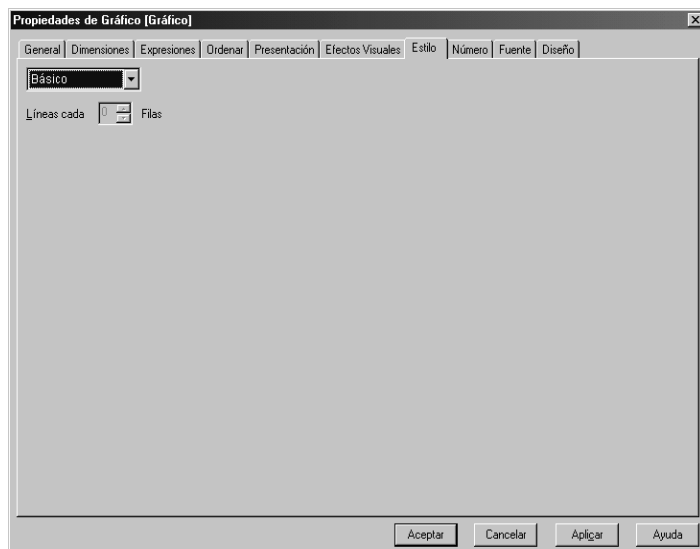 Propiedades de Gráfico [Gráfico]
General Dimensiones Expresiones Ordenar Presentación Efectos Visuales Estilo Número Fuente Diseño
Básico
Líneas cada 0 Filas
Aceptar Cancelar Aplicar Ayuda